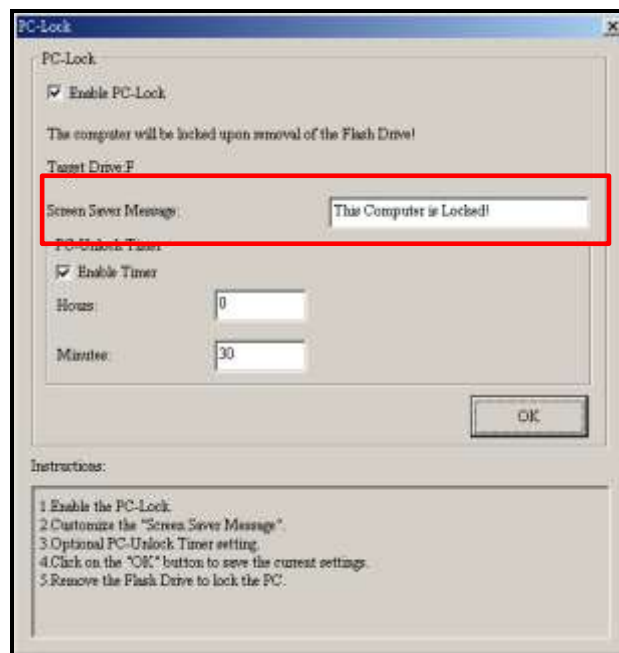 PC-Lock
PC-Lock
Enable PC-Lock
The computer will be locked upon removal of the Flash Drive!
Target Drive:F
Screen Saver Message: This Computer is Locked!
PC-Unlock Timer
Enable Timer
Hours: 0
Minutes: 30
OK
Instructions:
1.Enable the PC-Lock.
2.Customize the "Screen Saver Message".
3.Optional PC-Unlock Timer setting.
4.Click on the "OK" button to save the current settings.
5.Remove the Flash Drive to lock the PC.